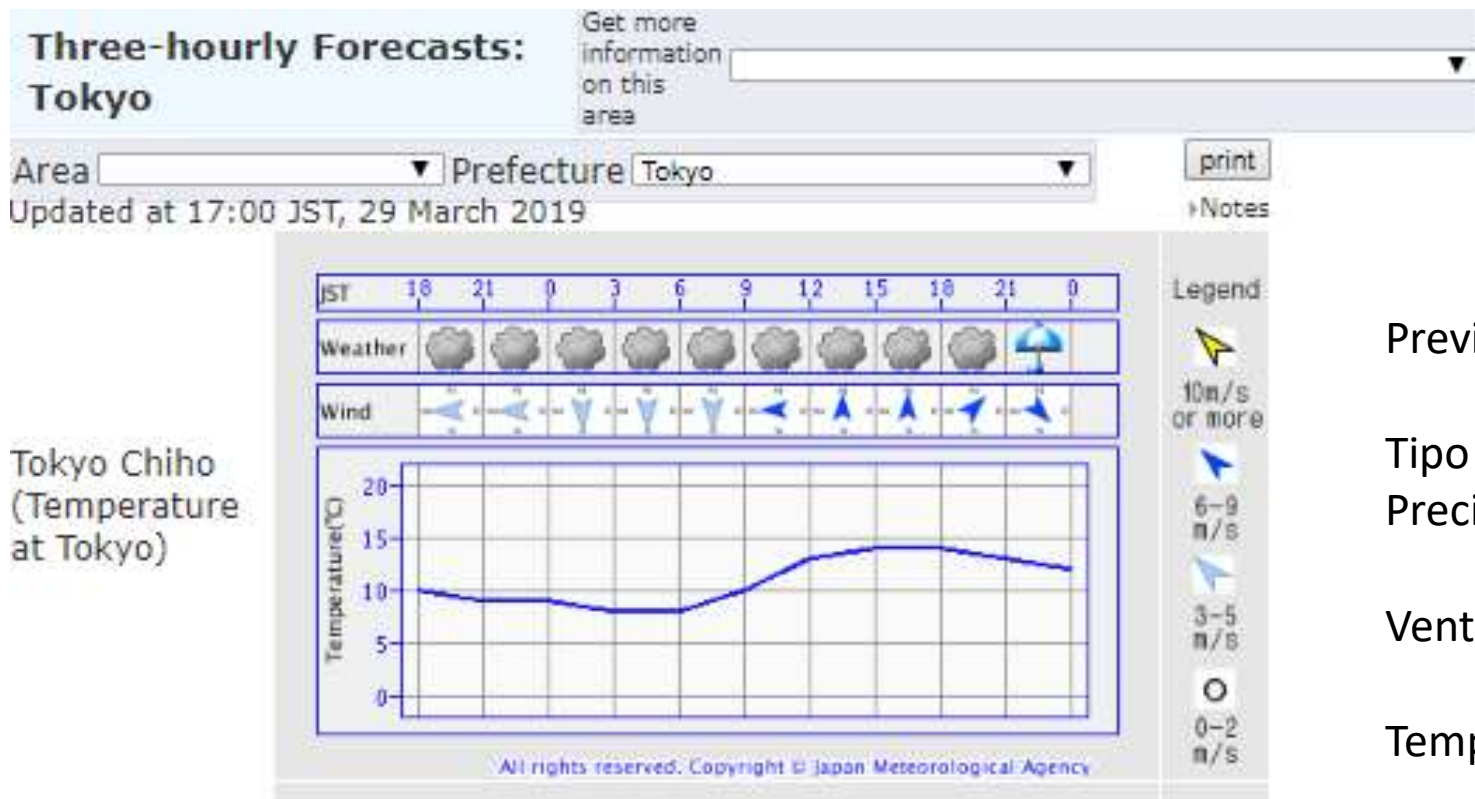 Three-hourly Forecasts:
Tokyo
Get more
information
on this
area
Area
Prefecture Tokyo
print
Updated at 17:00 JST, 29 March 2019
Notes
JST 18 21 0 3 6 9 12 15 18 21 0
Weather
Wind
Tokyo Chiho
(Temperature
at Tokyo)
Temperature(℃)
20
15
10
5
0
All rights reserved. Copyright © Japan Meteorological Agency
Legend
10m/s
or more
6-9
m/s
3-5
m/s
0-2
m/s
Tipo